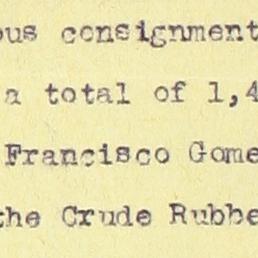 ous consignment
a total of 1,4
Francisco Gome
the Crude Rubbe